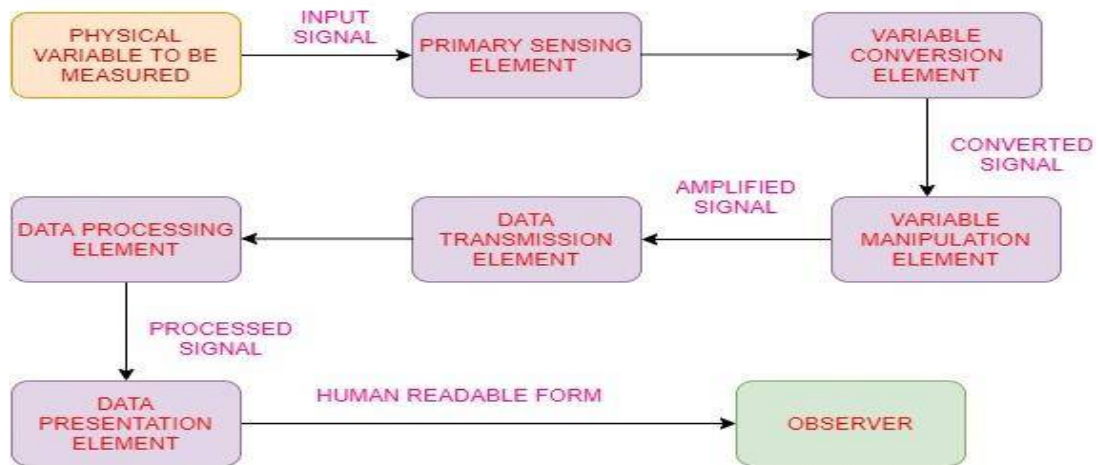 PHYSICAL
VARIABLE TO BE
MEASURED
INPUT
SIGNAL
PRIMARY SENSING
ELEMENT
VARIABLE
CONVERSION
ELEMENT
CONVERTED
SIGNAL
VARIABLE
MANIPULATION
ELEMENT
AMPLIFIED
SIGNAL
DATA
TRANSMISSION
ELEMENT
DATA PROCESSING
ELEMENT
PROCESSED
SIGNAL
DATA
PRESENTATION
ELEMENT
HUMAN READABLE FORM
OBSERVER